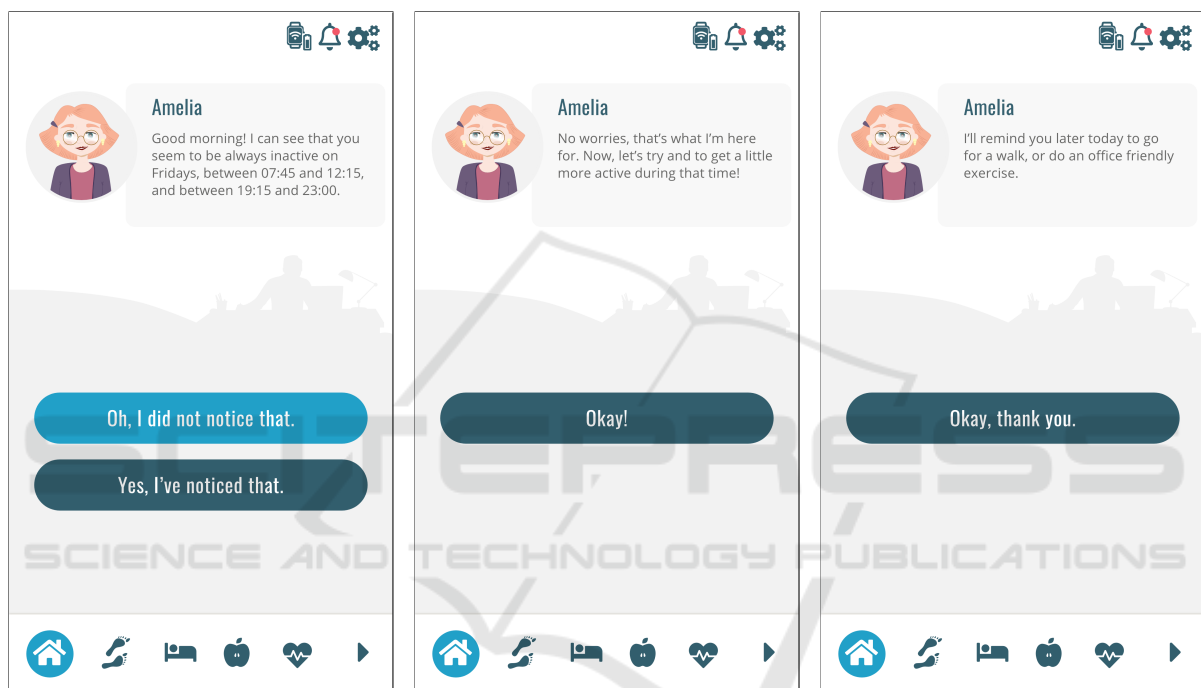 Amelia
Good morning! I can see that you
seem to be always inactive on
Fridays, between 07:45 and 12:15,
and between 19:15 and 23:00.
Oh, I did not notice that.
Yes, I've noticed that.
Amelia
No worries, that's what I'm here
for. Now, let's try and to get a little
more active during that time!
Okay!
Amelia
I'll remind you later today to go
for a walk, or do an office friendly
exercise.
Okay, thank you.
SCITEPRESS
SCIENCE AND TECHNOLOGY PUBLICATIONS